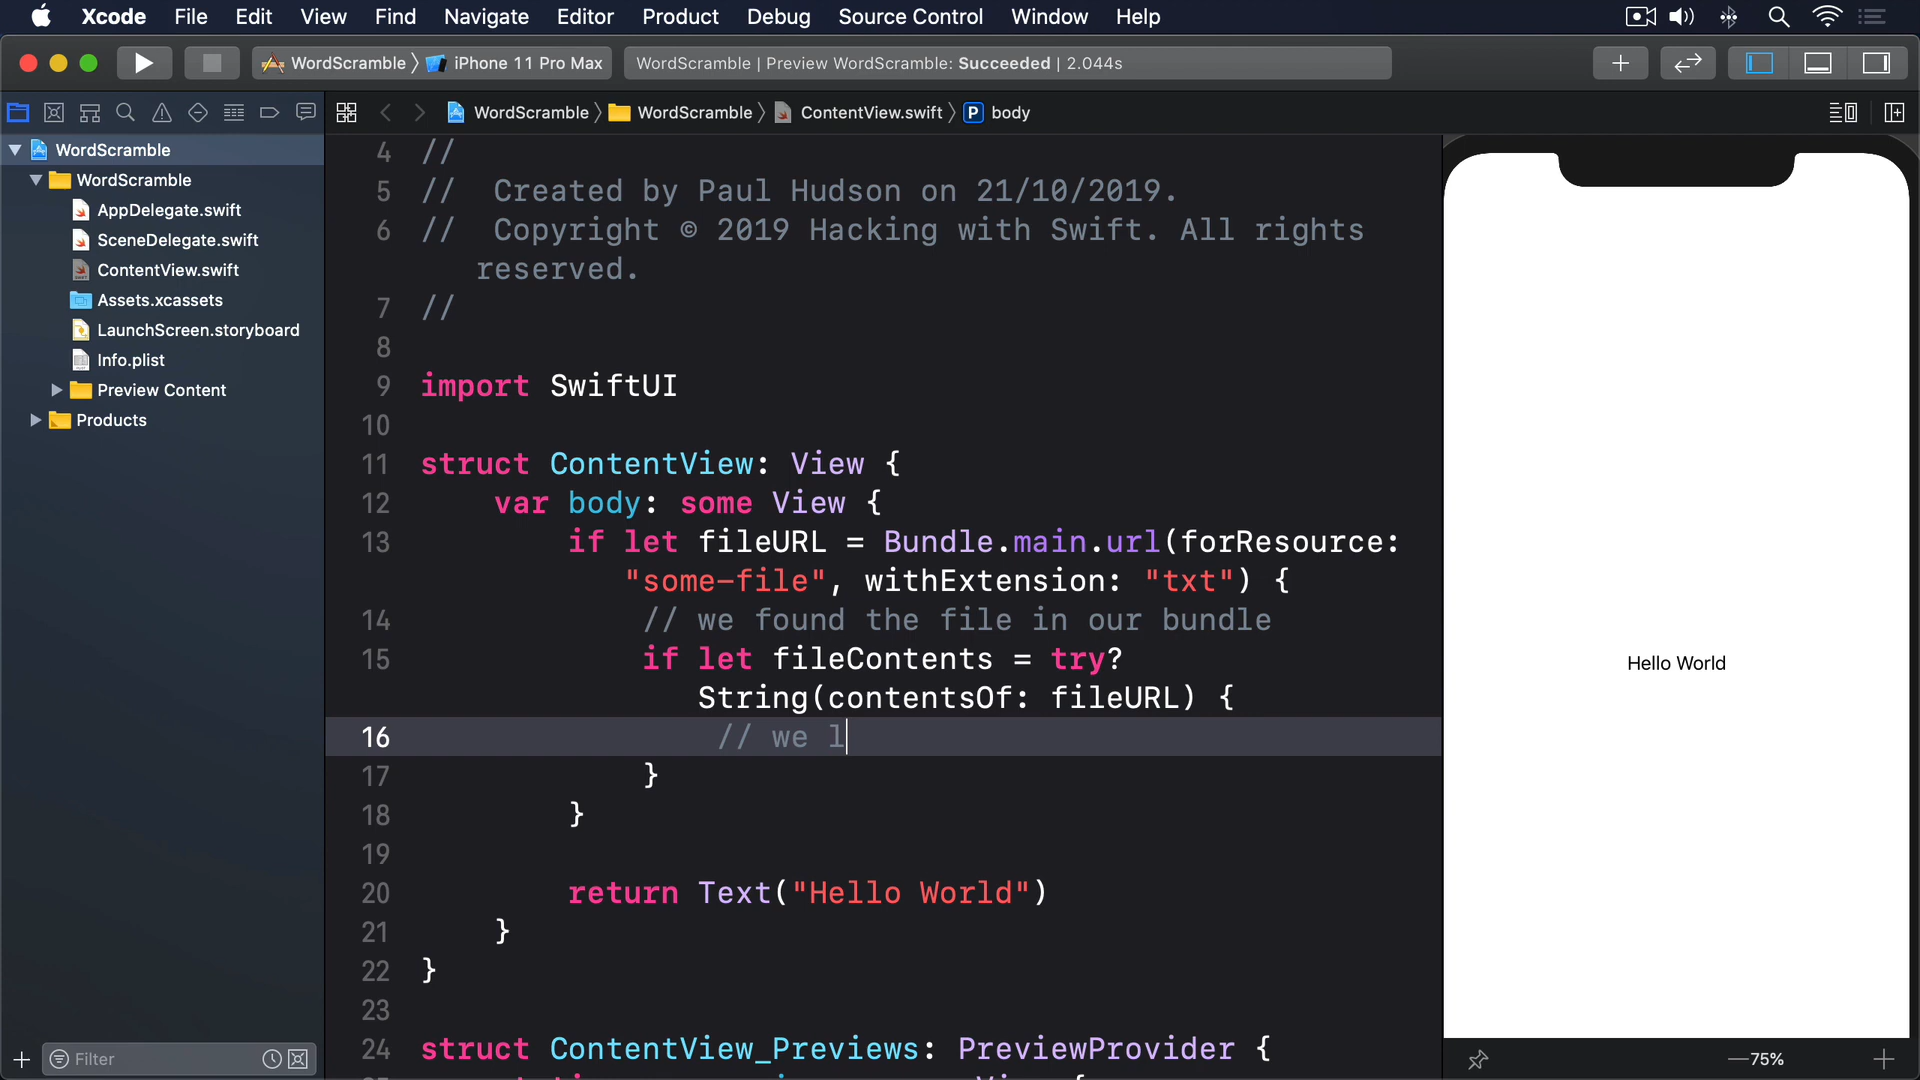 Xcode File Edit View Find Navigate Editor Product Debug Source Control Window Help
WordScramble iPhone 11 Pro Max WordScramble | Preview WordScramble: Succeeded | 2.044s
WordScramble WordScramble ContentView.swift P body
WordScramble
WordScramble
AppDelegate.swift
SceneDelegate.swift
ContentView.swift
Assets.xcassets
LaunchScreen.storyboard
Info.plist
Preview Content
Products
Filter
4 //
5 //  Created by Paul Hudson on 21/10/2019.
6 //  Copyright © 2019 Hacking with Swift. All rights
reserved.
7 //
8
9 import SwiftUI
10
11 struct ContentView: View {
12     var body: some View {
13         if let fileURL = Bundle.main.url(forResource:
"some-file", withExtension: "txt") {
14             // we found the file in our bundle
15             if let fileContents = try?
String(contentsOf: fileURL) {
16                 // we l
17             }
18         }
19
20         return Text("Hello World")
21     }
22 }
23
24 struct ContentView_Previews: PreviewProvider {
Hello World
75%